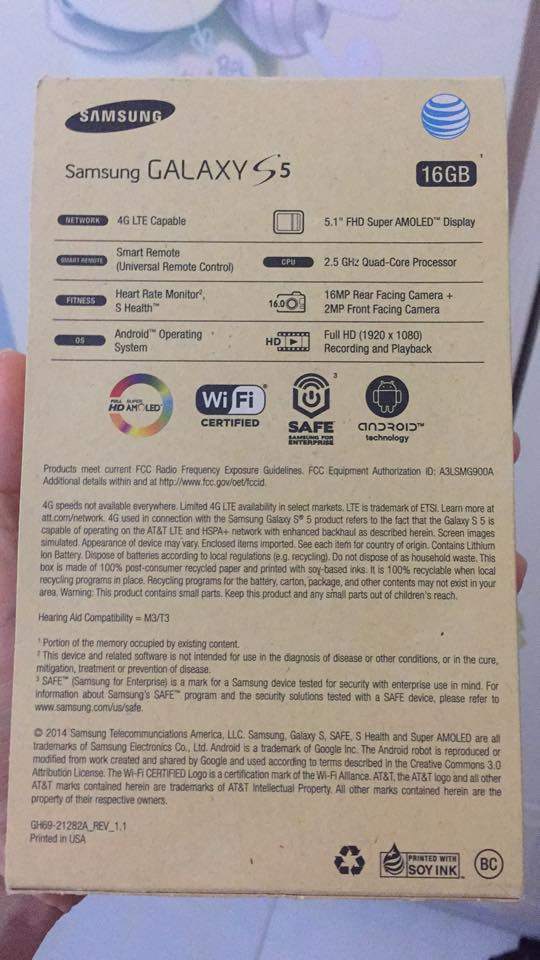 SAMSUNG
Samsung GALAXY S5
16GB¹
NETWORK 4G LTE Capable
5.1" FHD Super AMOLED™ Display
SMART REMOTE Smart Remote
(Universal Remote Control)
CPU 2.5 GHz Quad-Core Processor
FITNESS Heart Rate Monitor²,
S Health™
16.0 16MP Rear Facing Camera +
2MP Front Facing Camera
OS Android™ Operating
System
HD Full HD (1920 x 1080)
Recording and Playback
FULL SUPER
HD AMOLED™
Wi Fi®
CERTIFIED
3
SAFE™
SAMSUNG FOR
ENTERPRISE
ANDROID™
technology
Products meet current FCC Radio Frequency Exposure Guidelines. FCC Equipment Authorization ID: A3LSMG900A
Additional details within and at http://www.fcc.gov/oet/fccid.
4G speeds not available everywhere. Limited 4G LTE availability in select markets. LTE is trademark of ETSI. Learn more at
att.com/network. 4G used in connection with the Samsung Galaxy S® 5 product refers to the fact that the Galaxy S 5 is
capable of operating on the AT&T LTE and HSPA+ network with enhanced backhaul as described herein. Screen images
simulated. Appearance of device may vary. Enclosed items imported. See each item for country of origin. Contains Lithium
Ion Battery. Dispose of batteries according to local regulations (e.g. recycling). Do not dispose of as household waste. This
box is made of 100% post-consumer recycled paper and printed with soy-based inks. It is 100% recyclable when local
recycling programs in place. Recycling programs for the battery, carton, package, and other contents may not exist in your
area. Warning: This product contains small parts. Keep this product and any small parts out of children's reach.
Hearing Aid Compatibility = M3/T3
¹ Portion of the memory occupied by existing content.
² This device and related software is not intended for use in the diagnosis of disease or other conditions, or in the cure,
mitigation, treatment or prevention of disease.
³ SAFE™ (Samsung for Enterprise) is a mark for a Samsung device tested for security with enterprise use in mind. For
information about Samsung's SAFE™ program and the security solutions tested with a SAFE device, please refer to
www.samsung.com/us/safe.
© 2014 Samsung Telecommunciations America, LLC. Samsung, Galaxy S, SAFE, S Health and Super AMOLED are all
trademarks of Samsung Electronics Co., Ltd. Android is a trademark of Google Inc. The Android robot is reproduced or
modified from work created and shared by Google and used according to terms described in the Creative Commons 3.0
Attribution License. The Wi-Fi CERTIFIED Logo is a certification mark of the Wi-Fi Alliance. AT&T, the AT&T logo and all other
AT&T marks contained herein are trademarks of AT&T Intellectual Property. All other marks contained herein are the
property of their respective owners.
GH69-21282A_REV_1.1
Printed in USA
PRINTED WITH
SOY INK
BC